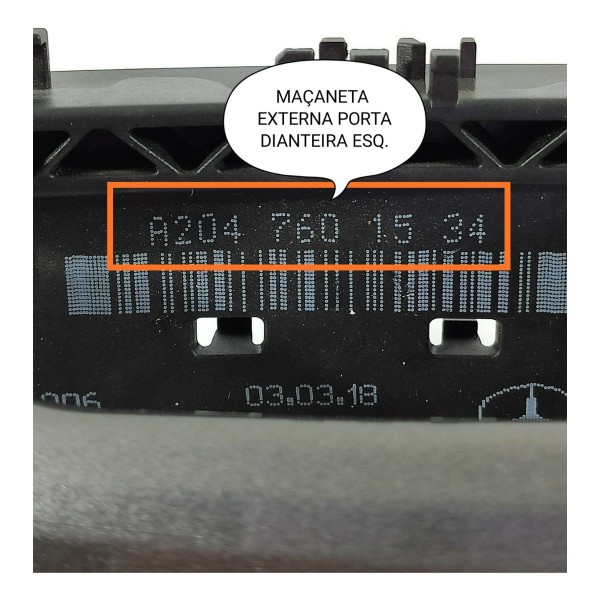 MAÇANETA
EXTERNA PORTA
DIANTEIRA ESQ.
A204 760 15 34
03.03.18